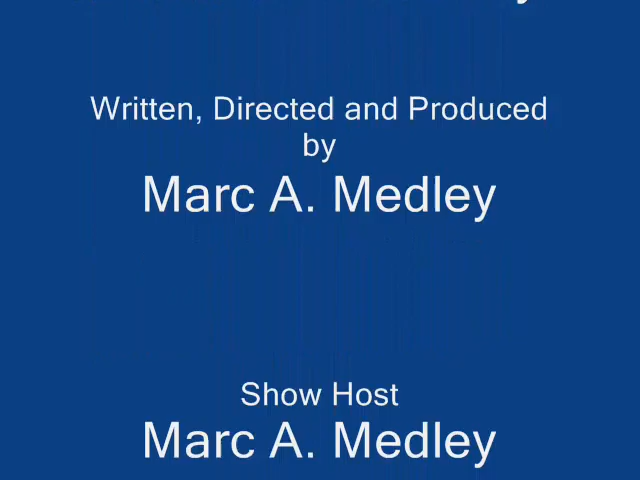 Written, Directed and Produced
by
Marc A. Medley
Show Host
Marc A. Medley